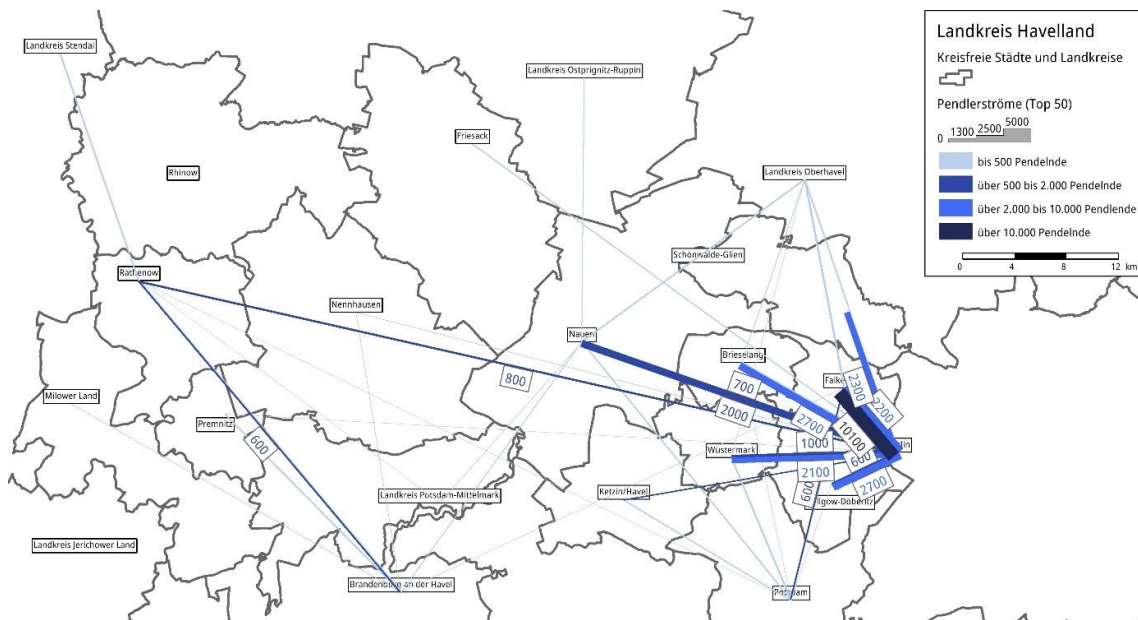 Landkreis Stendal
Landkreis Ostprignitz-Ruppin
Friesack
Rhinow
Landkreis Oberhavel
Schönwalde-Glien
Rathenow
Nennhausen
Nauen
Brieselang
Milower Land
Premnitz
Wustermark
Ketzin/Havel
Landkreis Potsdam-Mittelmark
Landkreis Jerichower Land
Brandenburg an der Havel
Potsdam
800
700
2000
2700
1000
2100
600
600
2300
2200
10100
2700
Landkreis Havelland
Kreisfreie Städte und Landkreise
Pendlerströme (Top 50)
0 1300 2500 5000
bis 500 Pendelnde
über 500 bis 2.000 Pendelnde
über 2.000 bis 10.000 Pendlende
über 10.000 Pendelnde
0 4 8 12 km